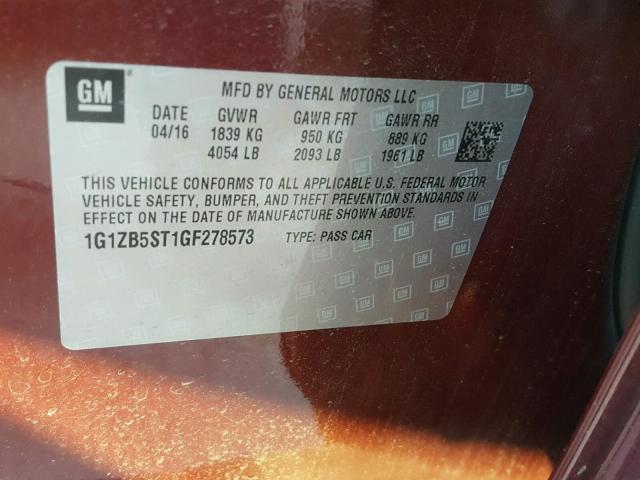 GM
MFD BY GENERAL MOTORS LLC
DATE GVWR GAWR FRT GAWR RR
04/16 1839 KG 950 KG 889 KG
4054 LB 2093 LB 1961 LB
THIS VEHICLE CONFORMS TO ALL APPLICABLE U.S. FEDERAL MOTOR
VEHICLE SAFETY, BUMPER, AND THEFT PREVENTION STANDARDS IN
EFFECT ON THE DATE OF MANUFACTURE SHOWN ABOVE.
1G1ZB5ST1GF278573 TYPE: PASS CAR